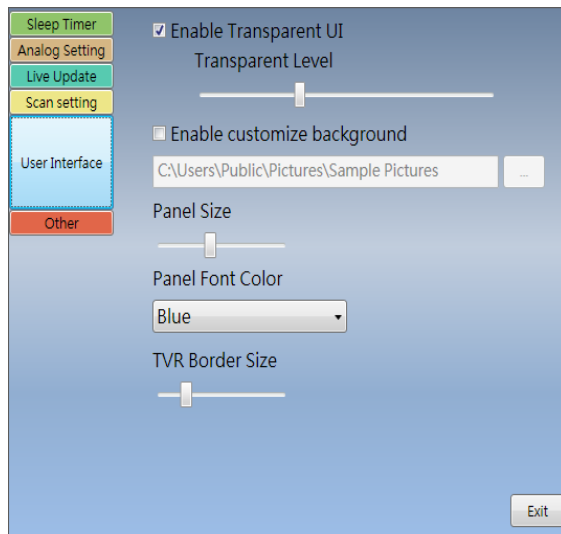 Sleep Timer
Analog Setting
Live Update
Scan setting
User Interface
Other
Enable Transparent UI
Transparent Level
Enable customize background
C:\Users\Public\Pictures\Sample Pictures
...
Panel Size
Panel Font Color
Blue
TVR Border Size
Exit